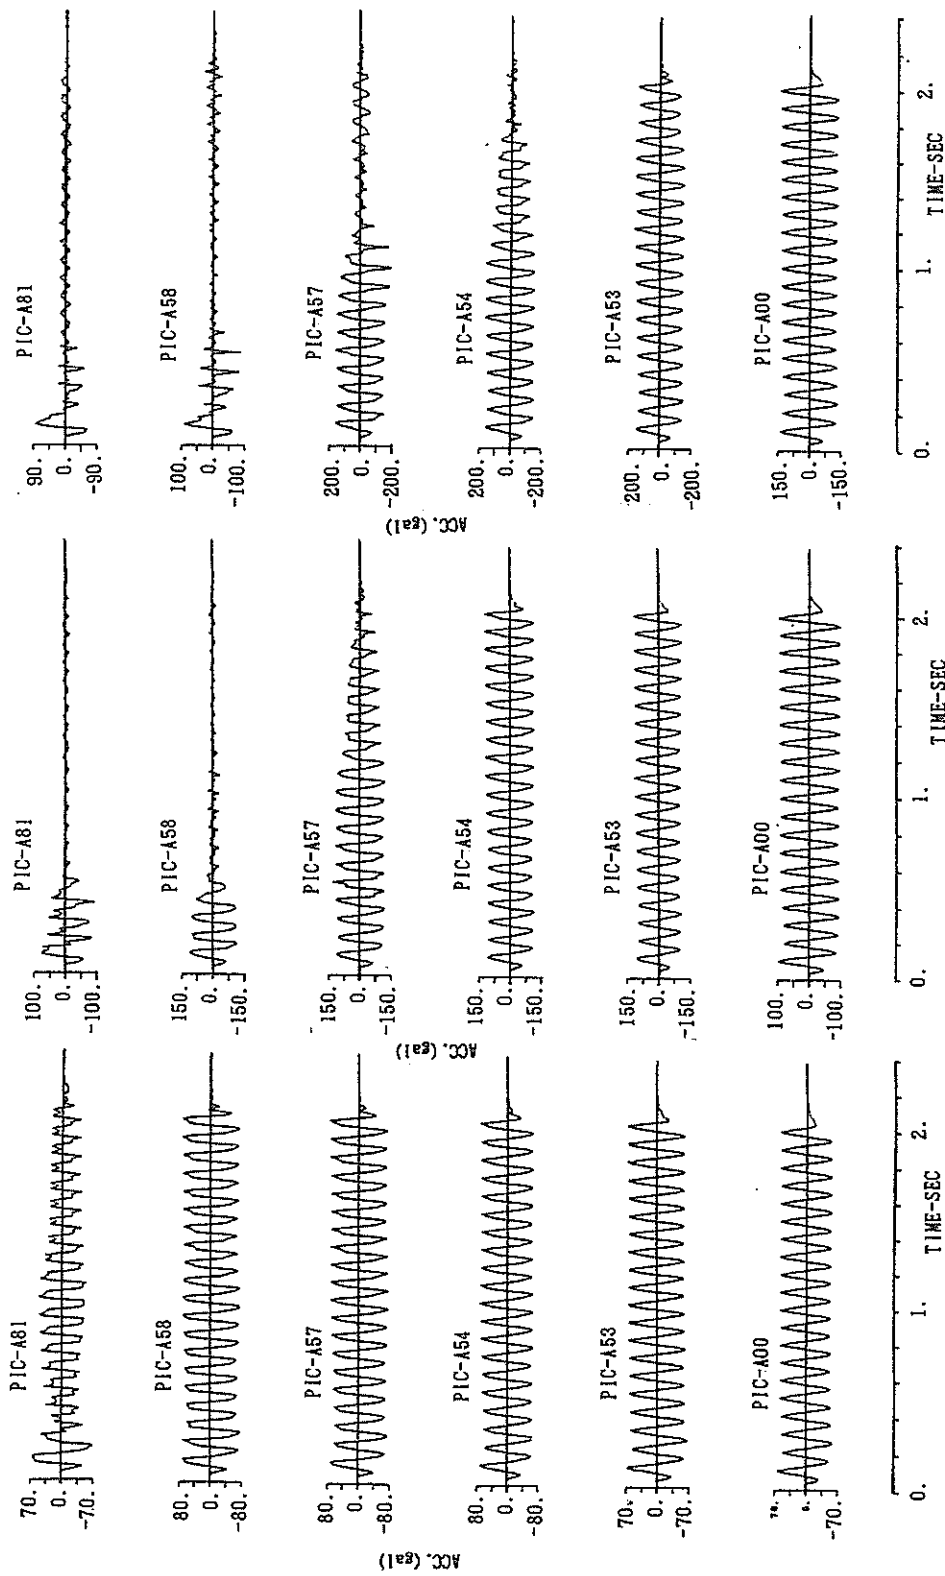 PIC-A81
90.
0.
-90.
PIC-A58
100.
0.
-100.
PIC-A57
200.
0.
-200.
PIC-A54
200.
0.
-200.
PIC-A53
200.
0.
-200.
PIC-A00
150.
0.
-150.
ACC.(gal)
0.
1.
2.
TIME-SEC
PIC-A81
100.
0.
-100.
PIC-A58
150.
0.
-150.
PIC-A57
150.
0.
-150.
PIC-A54
150.
0.
-150.
PIC-A53
150.
0.
-150.
PIC-A00
100.
0.
-100.
ACC.(gal)
0.
1.
2.
TIME-SEC
PIC-A81
70.
0.
-70.
PIC-A58
80.
0.
-80.
PIC-A57
80.
0.
-80.
PIC-A54
80.
0.
-80.
PIC-A53
70.
0.
-70.
PIC-A00
70.
0.
-70.
ACC.(gal)
0.
1.
2.
TIME-SEC